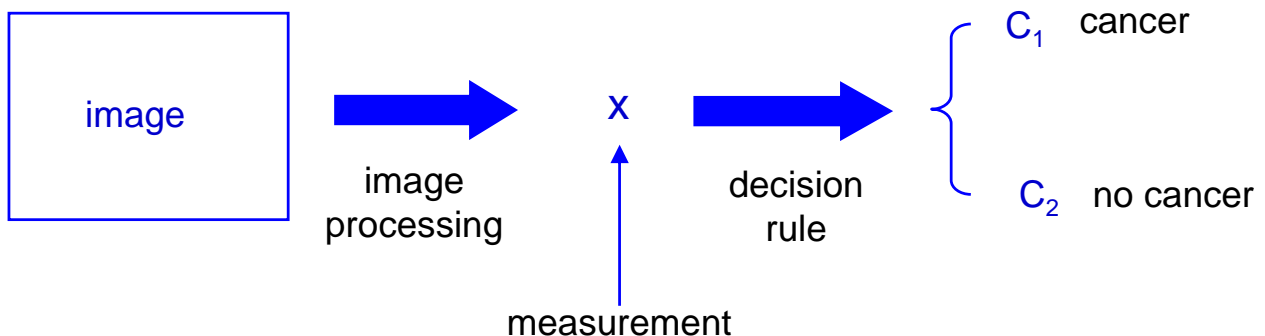 image
image
processing
x
measurement
decision
rule
C₁ cancer
C₂ no cancer